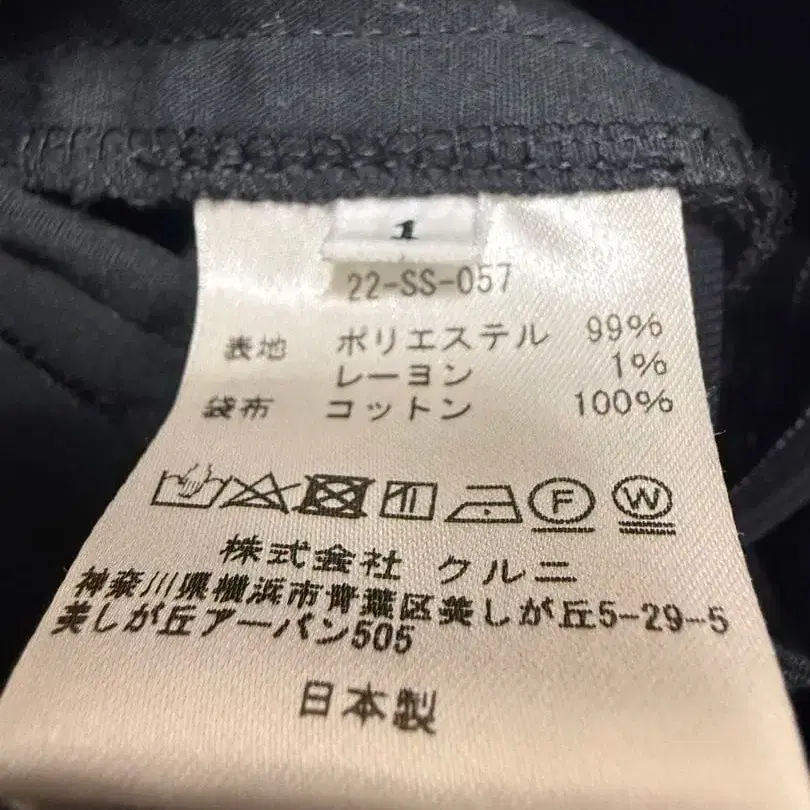 1
22-SS-057
表地 ポリエステル 99%
レーヨン 1%
袋布 コットン 100%
F W
株式会社 クルニ
神奈川県横浜市青葉区美しが丘5-29-5
美しが丘アーバン505
日本製